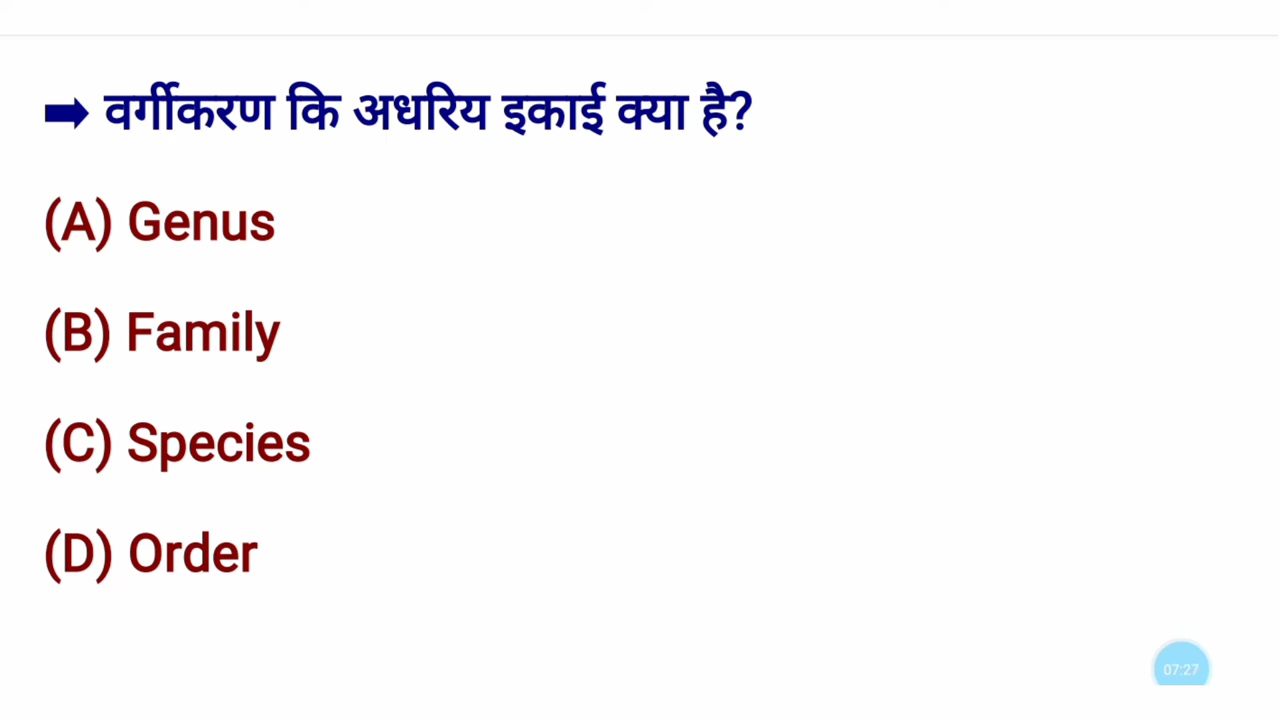 ➡ वर्गीकरण कि अधरिय इकाई क्या है?
(A) Genus
(B) Family
(C) Species
(D) Order
07:27